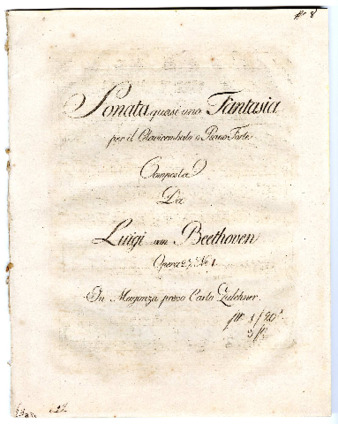 Sonata quasi una Fantasia
per il Clavicembalo o Piano-Forte
Composta
Da
Luigi van Beethoven
Opera 27. No 1.
In Magonza presso Carlo Zulehner.